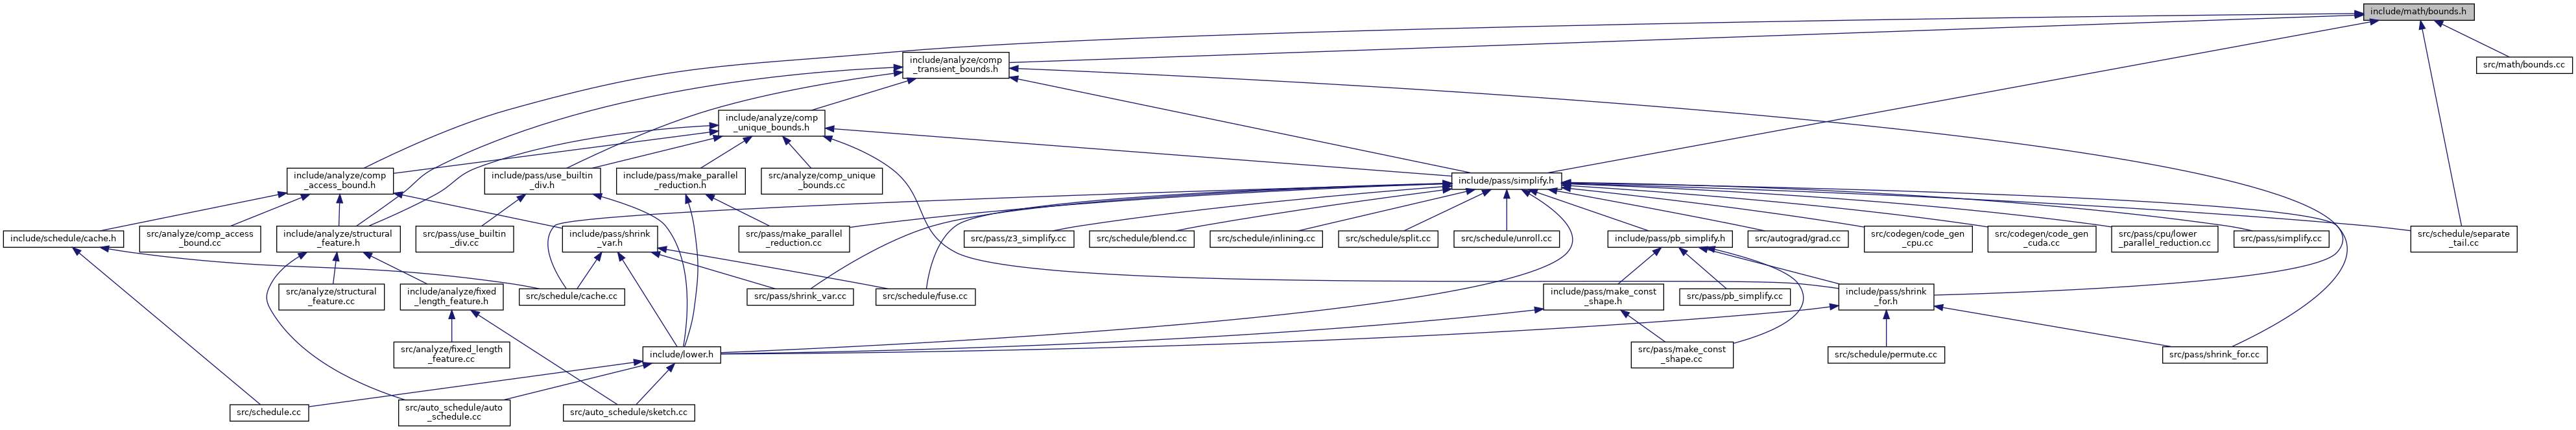 include/math/bounds.h
include/analyze/comp
_transient_bounds.h
src/math/bounds.cc
include/analyze/comp
_unique_bounds.h
include/analyze/comp
_access_bound.h
include/pass/use_builtin
_div.h
include/pass/make_parallel
_reduction.h
src/analyze/comp_unique
_bounds.cc
include/pass/simplify.h
include/schedule/cache.h
src/analyze/comp_access
_bound.cc
include/analyze/structural
_feature.h
src/pass/use_builtin
_div.cc
include/pass/shrink
_var.h
src/pass/make_parallel
_reduction.cc
src/pass/z3_simplify.cc
src/schedule/blend.cc
src/schedule/inlining.cc
src/schedule/split.cc
src/schedule/unroll.cc
include/pass/pb_simplify.h
src/autograd/grad.cc
src/codegen/code_gen
_cpu.cc
src/codegen/code_gen
_cuda.cc
src/pass/cpu/lower
_parallel_reduction.cc
src/pass/simplify.cc
src/schedule/separate
_tail.cc
src/analyze/structural
_feature.cc
include/analyze/fixed
_length_feature.h
src/schedule/cache.cc
src/pass/shrink_var.cc
src/schedule/fuse.cc
include/pass/make_const
_shape.h
src/pass/pb_simplify.cc
include/pass/shrink
_for.h
src/analyze/fixed_length
_feature.cc
include/lower.h
src/pass/make_const
_shape.cc
src/schedule/permute.cc
src/pass/shrink_for.cc
src/schedule.cc
src/auto_schedule/auto
_schedule.cc
src/auto_schedule/sketch.cc